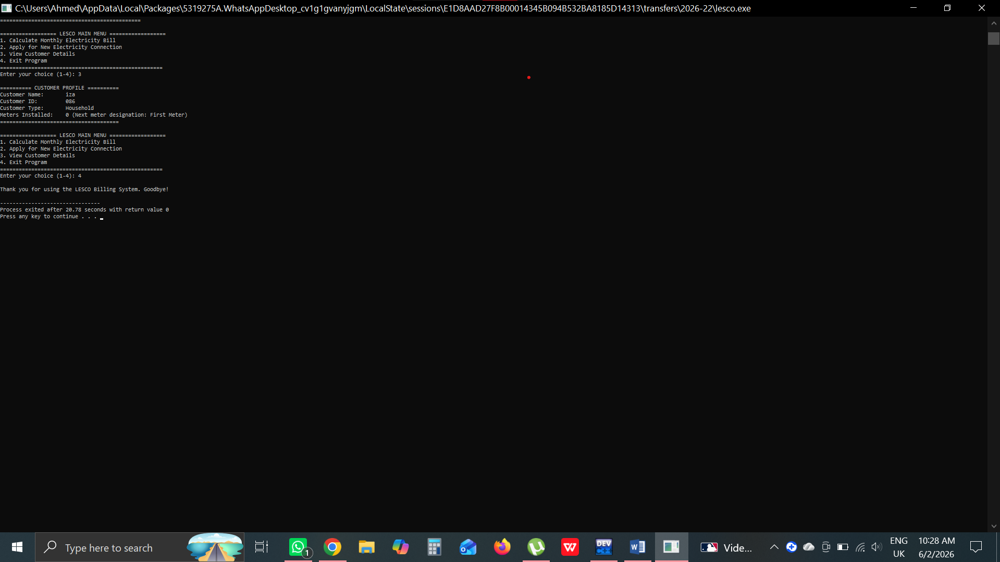 C:\Users\Ahmed\AppData\Local\Packages\5319275A.WhatsAppDesktop_cv1g1gvanyjgm\LocalState\sessions\E1D8AAD27F8B00014345B094B532BA8185D14313\transfers\2026-22\lesco.exe
=============================================
================== LESCO MAIN MENU ==================
1. Calculate Monthly Electricity Bill
2. Apply for New Electricity Connection
3. View Customer Details
4. Exit Program
====================================================
Enter your choice (1-4): 3
========== CUSTOMER PROFILE ==========
Customer Name: iza
Customer ID: 086
Customer Type: Household
Meters Installed: 0 (Next meter designation: First Meter)
======================================
================== LESCO MAIN MENU ==================
1. Calculate Monthly Electricity Bill
2. Apply for New Electricity Connection
3. View Customer Details
4. Exit Program
====================================================
Enter your choice (1-4): 4
Thank you for using the LESCO Billing System. Goodbye!
--------------------------------
Process exited after 20.78 seconds with return value 0
Press any key to continue . . .
Type here to search
1
DEV
C++
W
W
Vide...
ENG
UK
10:28 AM
6/2/2026